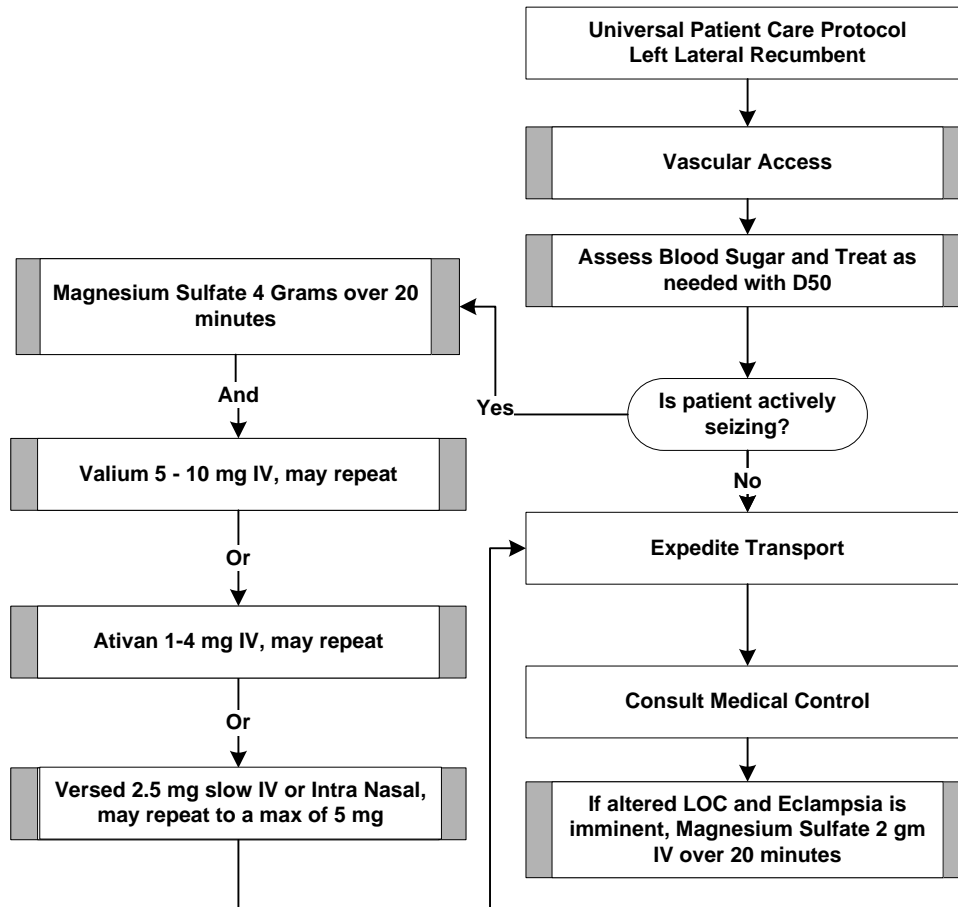 Universal Patient Care Protocol
Left Lateral Recumbent
Vascular Access
Assess Blood Sugar and Treat as
needed with D50
Is patient actively
seizing?
Yes
Magnesium Sulfate 4 Grams over 20
minutes
And
Valium 5 - 10 mg IV, may repeat
Or
Ativan 1-4 mg IV, may repeat
Or
Versed 2.5 mg slow IV or Intra Nasal,
may repeat to a max of 5 mg
No
Expedite Transport
Consult Medical Control
If altered LOC and Eclampsia is
imminent, Magnesium Sulfate 2 gm
IV over 20 minutes